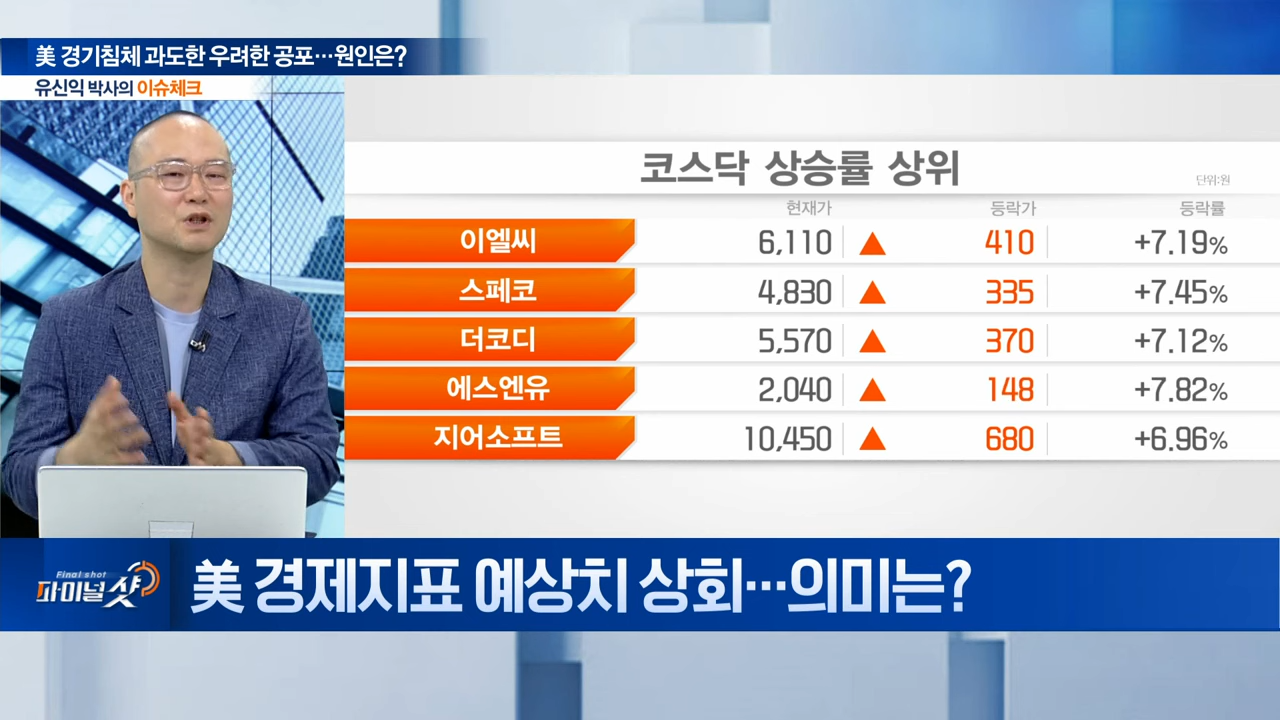 美 경기침체 과도한 우려한 공포…원인은?
유신익 박사의 이슈체크
코스닥 상승률 상위
단위:원
현재가 등락가 등락률
이엘씨 6,110 ▲ 410 +7.19%
스페코 4,830 ▲ 335 +7.45%
더코디 5,570 ▲ 370 +7.12%
에스엔유 2,040 ▲ 148 +7.82%
지어소프트 10,450 ▲ 680 +6.96%
Final shot
파이널샷
美 경제지표 예상치 상회…의미는?